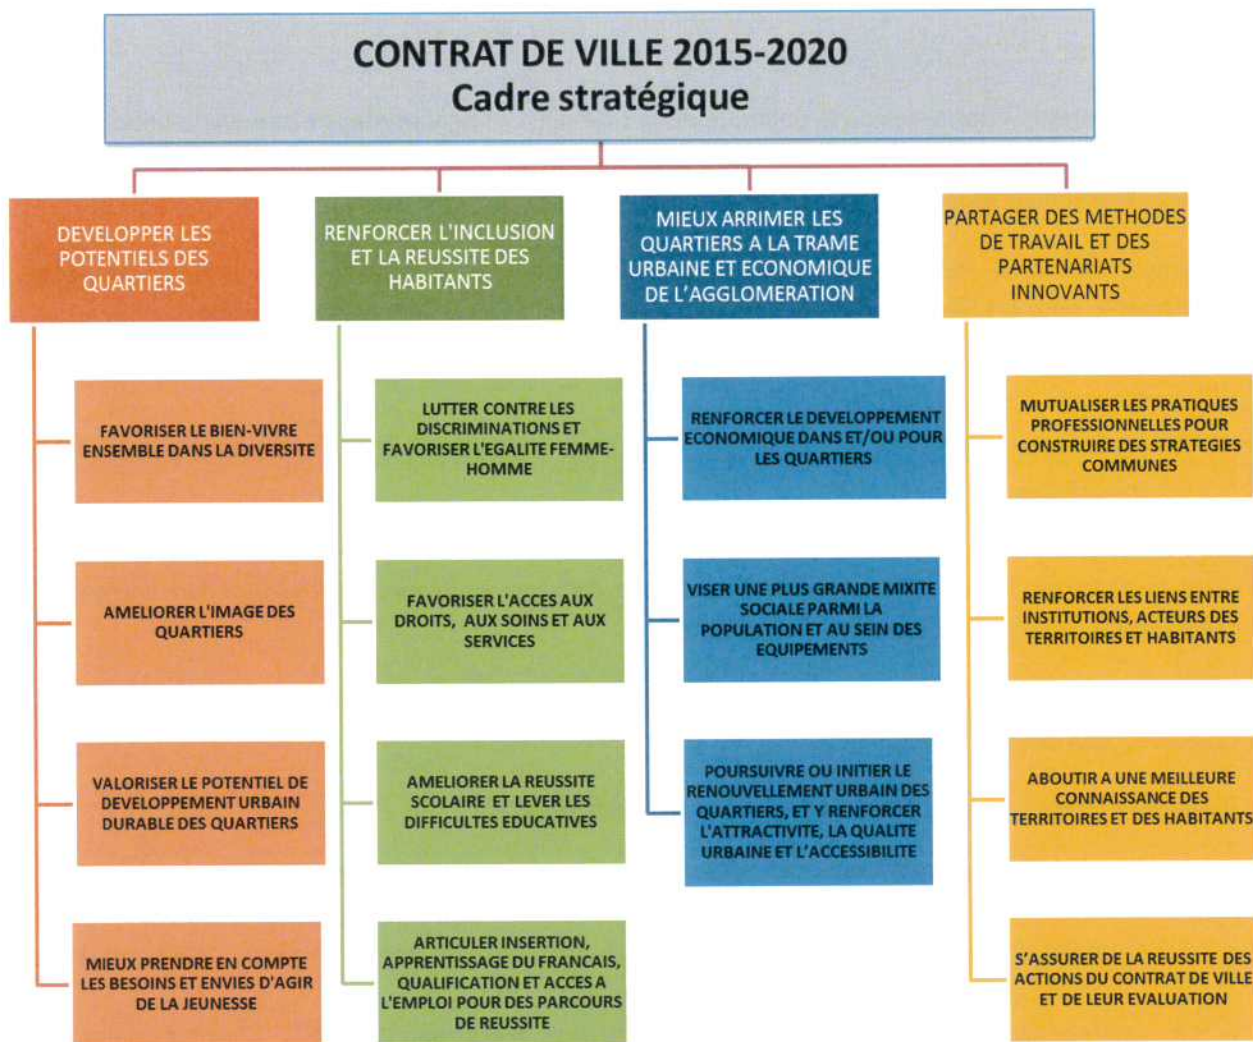 CONTRAT DE VILLE 2015-2020
Cadre stratégique
DEVELOPPER LES
POTENTIELS DES
QUARTIERS
FAVORISER LE BIEN-VIVRE
ENSEMBLE DANS LA DIVERSITE
AMELIORER L'IMAGE DES
QUARTIERS
VALORISER LE POTENTIEL DE
DEVELOPPEMENT URBAIN
DURABLE DES QUARTIERS
MIEUX PRENDRE EN COMPTE
LES BESOINS ET ENVIES D'AGIR
DE LA JEUNESSE
RENFORCER L'INCLUSION
ET LA REUSSITE DES
HABITANTS
LUTTER CONTRE LES
DISCRIMINATIONS ET
FAVORISER L'EGALITE FEMME-
HOMME
FAVORISER L'ACCES AUX
DROITS, AUX SOINS ET AUX
SERVICES
AMELIORER LA REUSSITE
SCOLAIRE ET LEVER LES
DIFFICULTES EDUCATIVES
ARTICULER INSERTION,
APPRENTISSAGE DU FRANCAIS,
QUALIFICATION ET ACCES A
L'EMPLOI POUR DES PARCOURS
DE REUSSITE
MIEUX ARRIMER LES
QUARTIERS A LA TRAME
URBAINE ET ECONOMIQUE
DE L'AGGLOMERATION
RENFORCER LE DEVELOPPEMENT
ECONOMIQUE DANS ET/OU POUR
LES QUARTIERS
VISER UNE PLUS GRANDE MIXITE
SOCIALE PARMI LA
POPULATION ET AU SEIN DES
EQUIPEMENTS
POURSUIVRE OU INITIER LE
RENOUVELLEMENT URBAIN DES
QUARTIERS, ET Y RENFORCER
L'ATTRACTIVITE, LA QUALITE
URBAINE ET L'ACCESSIBILITE
PARTAGER DES METHODES
DE TRAVAIL ET DES
PARTENARIATS
INNOVANTS
MUTUALISER LES PRATIQUES
PROFESSIONNELLES POUR
CONSTRUIRE DES STRATEGIES
COMMUNES
RENFORCER LES LIENS ENTRE
INSTITUTIONS, ACTEURS DES
TERRITOIRES ET HABITANTS
ABOUTIR A UNE MEILLEURE
CONNAISSANCE DES
TERRITOIRES ET DES HABITANTS
S'ASSURER DE LA REUSSITE DES
ACTIONS DU CONTRAT DE VILLE
ET DE LEUR EVALUATION